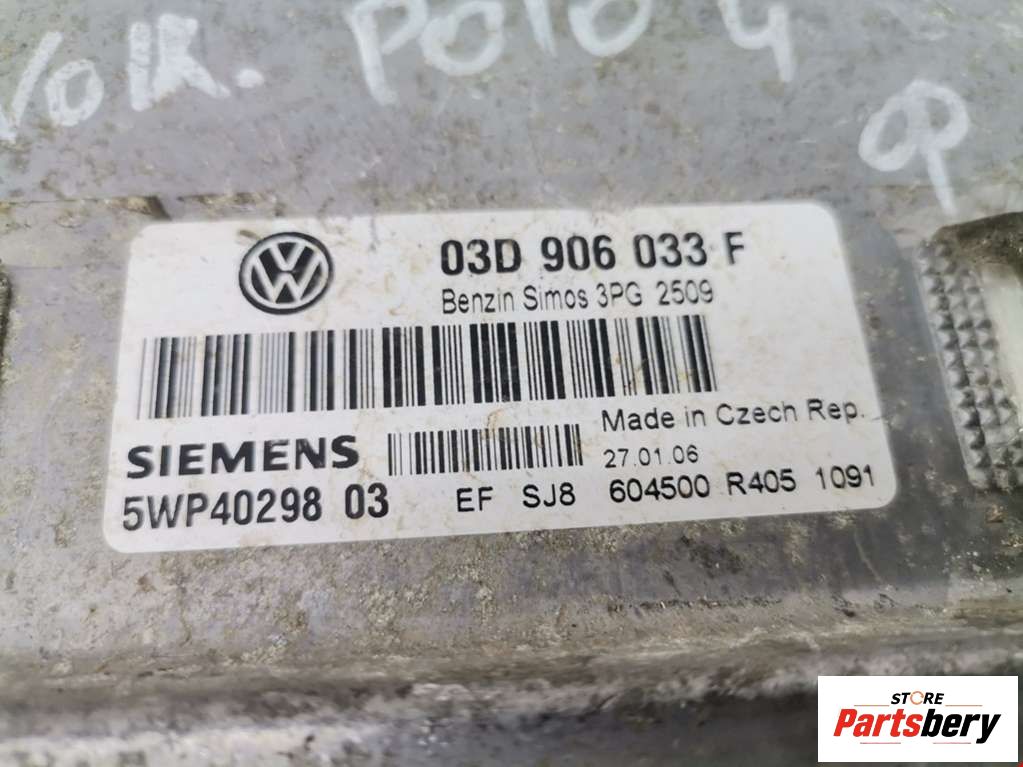 VOLK. POLO 4
OP
03D 906 033 F
Benzin Simos 3PG 2509
SIEMENS
Made in Czech Rep.
27.01.06
5WP40298 03
EF SJ8 604500 R405 1091
STORE
Partsbery